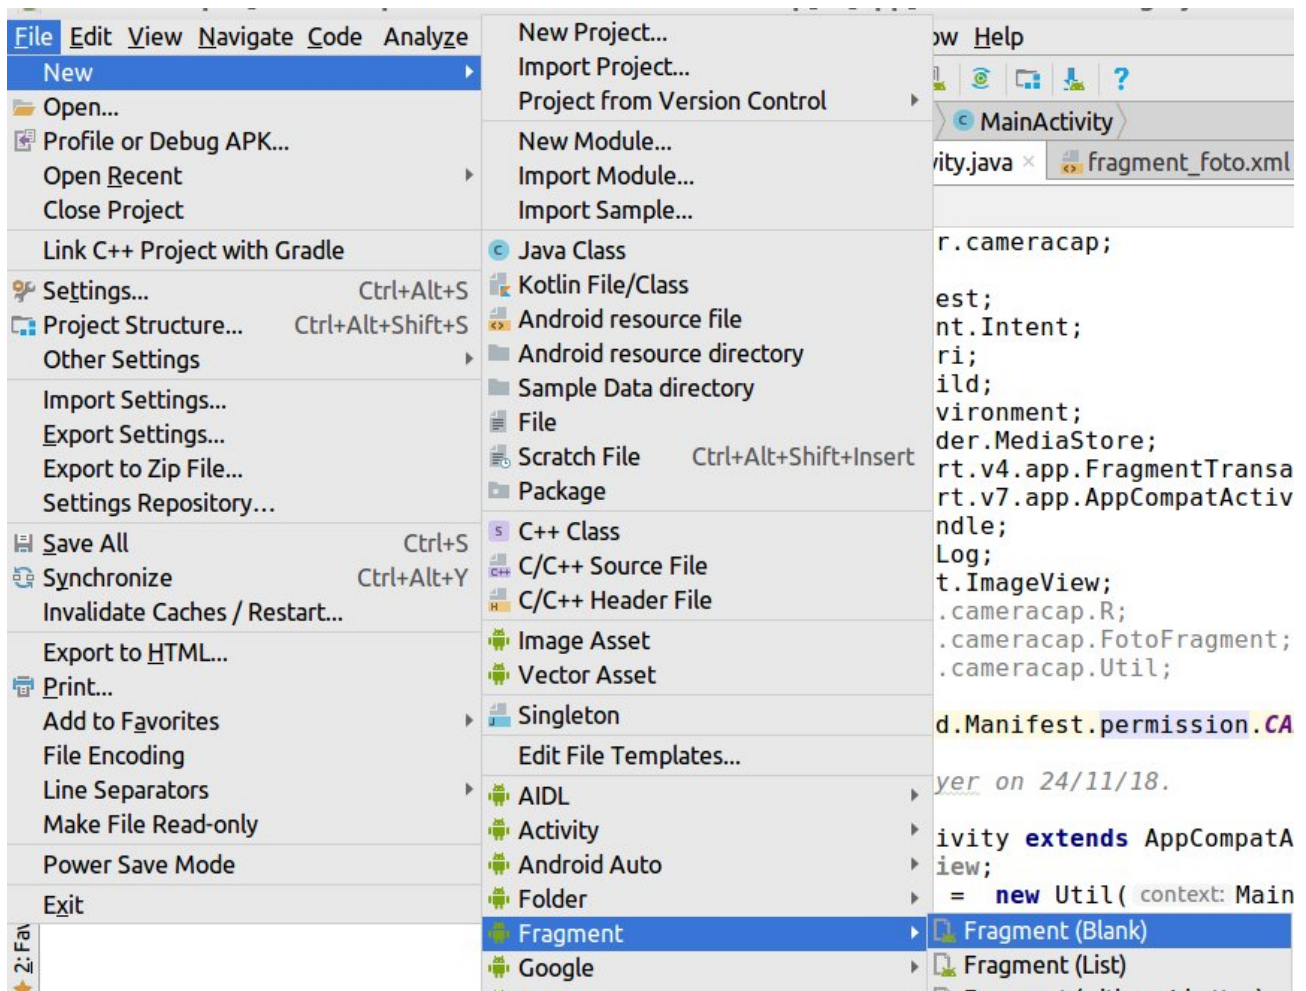 File Edit View Navigate Code Analyze
New
Open...
Profile or Debug APK...
Open Recent
Close Project
Link C++ Project with Gradle
Settings... Ctrl+Alt+S
Project Structure... Ctrl+Alt+Shift+S
Other Settings
Import Settings...
Export Settings...
Export to Zip File...
Settings Repository...
Save All Ctrl+S
Synchronize Ctrl+Alt+Y
Invalidate Caches / Restart...
Export to HTML...
Print...
Add to Favorites
File Encoding
Line Separators
Make File Read-only
Power Save Mode
Exit
2: Fav
New Project...
Import Project...
Project from Version Control
New Module...
Import Module...
Import Sample...
Java Class
Kotlin File/Class
Android resource file
Android resource directory
Sample Data directory
File
Scratch File Ctrl+Alt+Shift+Insert
Package
C++ Class
C/C++ Source File
C/C++ Header File
Image Asset
Vector Asset
Singleton
Edit File Templates...
AIDL
Activity
Android Auto
Folder
Fragment
Google
Fragment (Blank)
Fragment (List)
ow Help
MainActivity
vity.java fragment_foto.xml
r.cameracap;
est;
nt.Intent;
ri;
ild;
vironment;
der.MediaStore;
rt.v4.app.FragmentTransa
rt.v7.app.AppCompatActiv
ndle;
Log;
t.ImageView;
.cameracap.R;
.cameracap.FotoFragment;
.cameracap.Util;
d.Manifest.permission.CA
yer on 24/11/18.
ivity extends AppCompatA
iew;
= new Util( context: Main